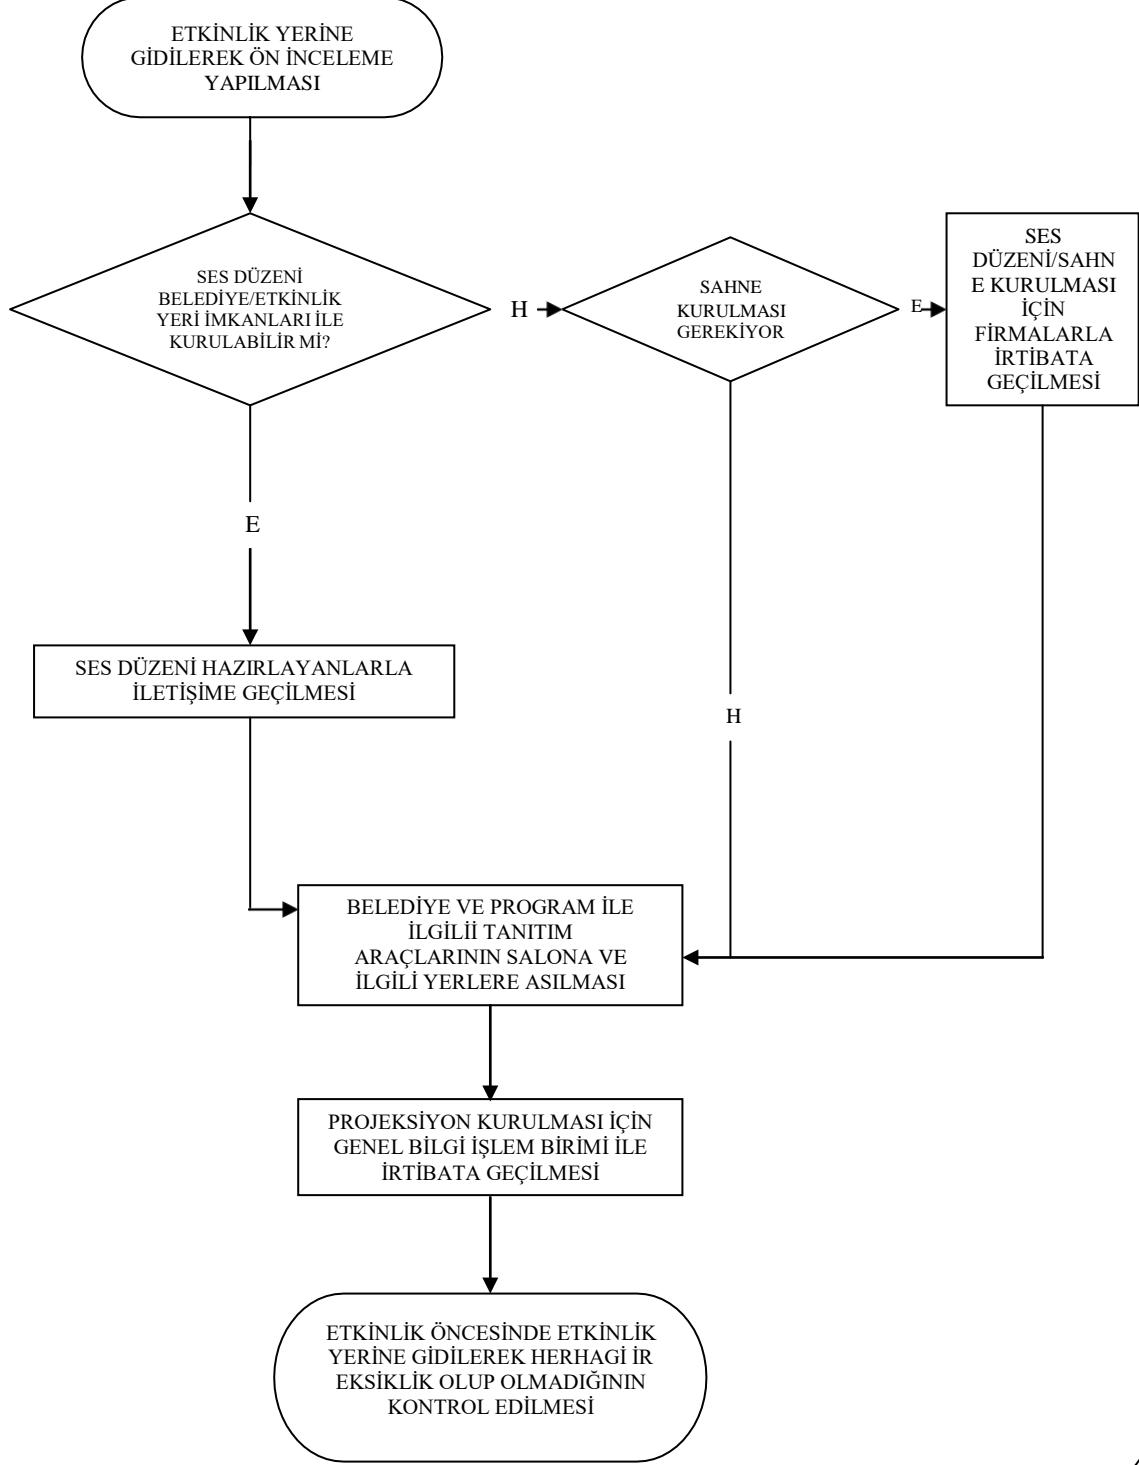 ETKİNLİK YERİNE
GİDİLEREK ÖN İNCELEME
YAPILMASI
SES DÜZENİ
BELEDİYE/ETKİNLİK
YERİ İMKANLARI İLE
KURULABİLİR Mİ?
H
SAHNE
KURULMASI
GEREKİYOR
E
SES
DÜZENİ/SAHN
E KURULMASI
İÇİN
FİRMALARLA
İRTİBATA
GEÇİLMESİ
E
SES DÜZENİ HAZIRLAYANLARLA
İLETİŞİME GEÇİLMESİ
H
BELEDİYE VE PROGRAM İLE
İLGİLİİ TANITIM
ARAÇLARININ SALONA VE
İLGİLİ YERLERE ASILMASI
PROJEKSİYON KURULMASI İÇİN
GENEL BİLGİ İŞLEM BİRİMİ İLE
İRTİBATA GEÇİLMESİ
ETKİNLİK ÖNCESİNDE ETKİNLİK
YERİNE GİDİLEREK HERHAGİ İR
EKSİKLİK OLUP OLMADIĞININ
KONTROL EDİLMESİ